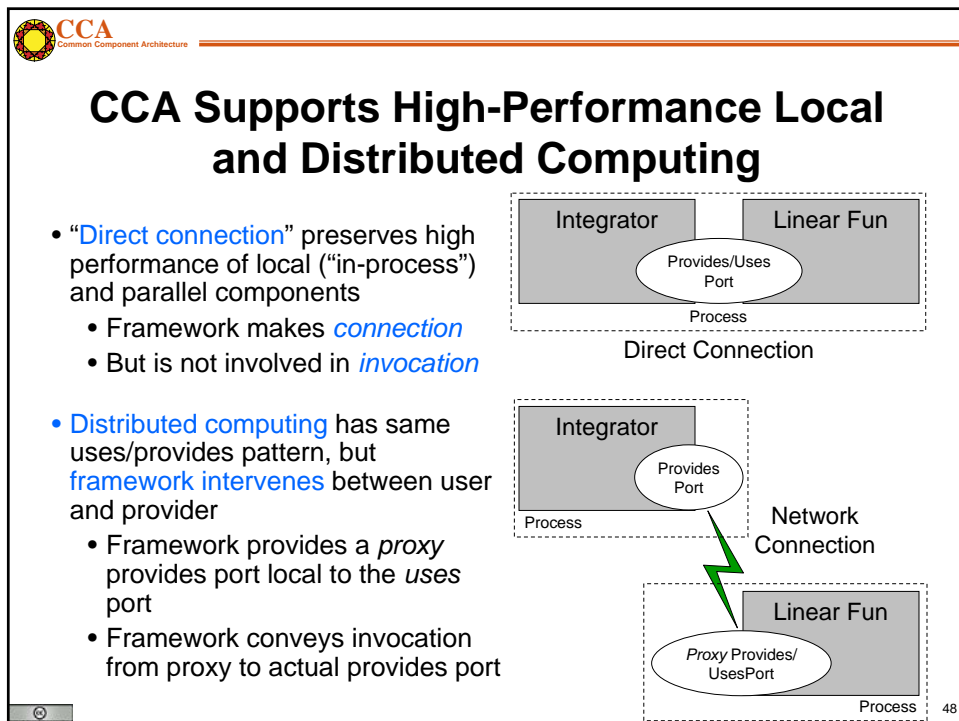 CCA
Common Component Architecture
CCA Supports High-Performance Local
and Distributed Computing
• “Direct connection” preserves high
performance of local (“in-process”)
and parallel components
• Framework makes connection
• But is not involved in invocation
• Distributed computing has same
uses/provides pattern, but
framework intervenes between user
and provider
• Framework provides a proxy
provides port local to the uses
port
• Framework conveys invocation
from proxy to actual provides port
Integrator
Linear Fun
Provides/Uses
Port
Process
Direct Connection
Integrator
Provides
Port
Process
Network
Connection
Linear Fun
Proxy Provides/
UsesPort
Process
48
cc